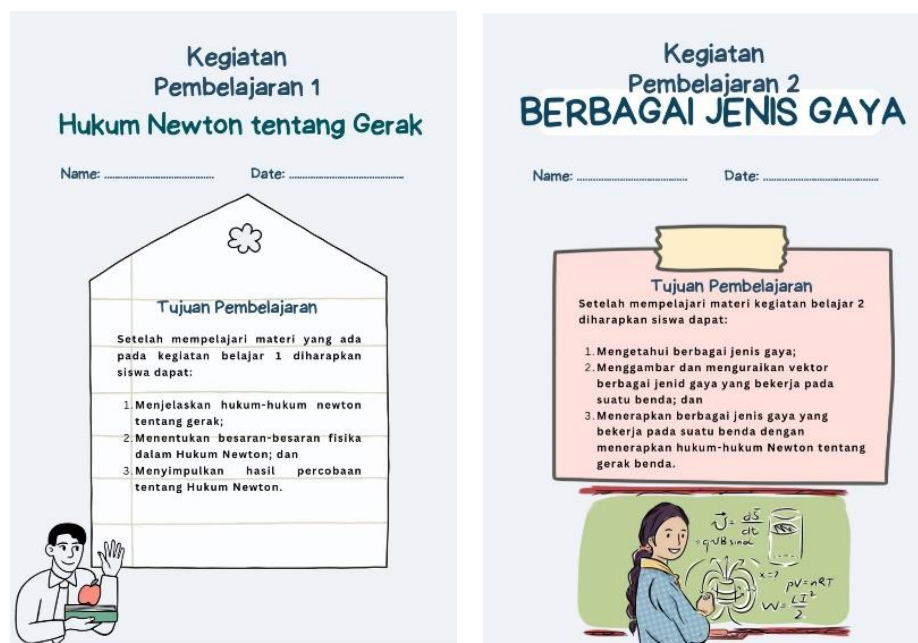 Kegiatan
Pembelajaran 1
Hukum Newton tentang Gerak
Name: ........................................ Date: ........................................
Tujuan Pembelajaran
Setelah mempelajari materi yang ada
pada kegiatan belajar 1 diharapkan
siswa dapat:
1. Menjelaskan hukum-hukum newton
tentang gerak;
2. Menentukan besaran-besaran fisika
dalam Hukum Newton; dan
3. Menyimpulkan hasil percobaan
tentang Hukum Newton.
Kegiatan
Pembelajaran 2
BERBAGAI JENIS GAYA
Name: ........................................ Date: ........................................
Tujuan Pembelajaran
Setelah mempelajari materi kegiatan belajar 2
diharapkan siswa dapat:
1. Mengetahui berbagai jenis gaya;
2. Menggambar dan menguraikan vektor
berbagai jenid gaya yang bekerja pada
suatu benda; dan
3. Menerapkan berbagai jenis gaya yang
bekerja pada suatu benda dengan
menerapkan hukum-hukum Newton tentang
gerak benda.
= qVB sinα
x=?
pV=nRT
W= LI²/2